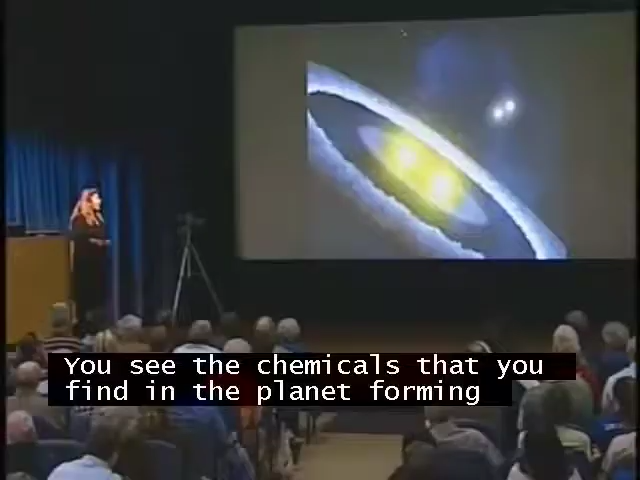 You see the chemicals that you
find in the planet forming